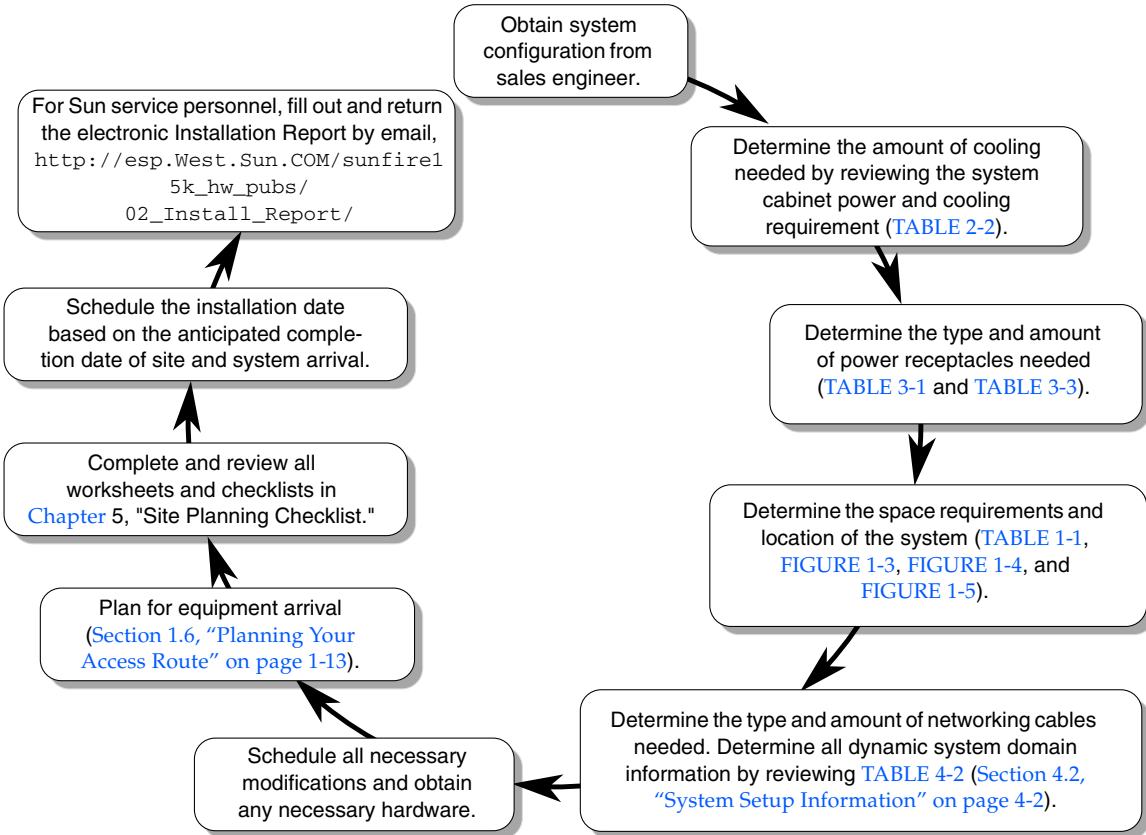 Obtain system
configuration from
sales engineer.
Determine the amount of cooling
needed by reviewing the system
cabinet power and cooling
requirement (TABLE 2-2).
Determine the type and amount
of power receptacles needed
(TABLE 3-1 and TABLE 3-3).
Determine the space requirements and
location of the system (TABLE 1-1,
FIGURE 1-3, FIGURE 1-4, and
FIGURE 1-5).
Determine the type and amount of networking cables
needed. Determine all dynamic system domain
information by reviewing TABLE 4-2 (Section 4.2,
“System Setup Information” on page 4-2).
Schedule all necessary
modifications and obtain
any necessary hardware.
Plan for equipment arrival
(Section 1.6, “Planning Your
Access Route” on page 1-13).
Complete and review all
worksheets and checklists in
Chapter 5, "Site Planning Checklist."
Schedule the installation date
based on the anticipated comple-
tion date of site and system arrival.
For Sun service personnel, fill out and return
the electronic Installation Report by email,
http://esp.West.Sun.COM/sunfire1
5k_hw_pubs/
02_Install_Report/